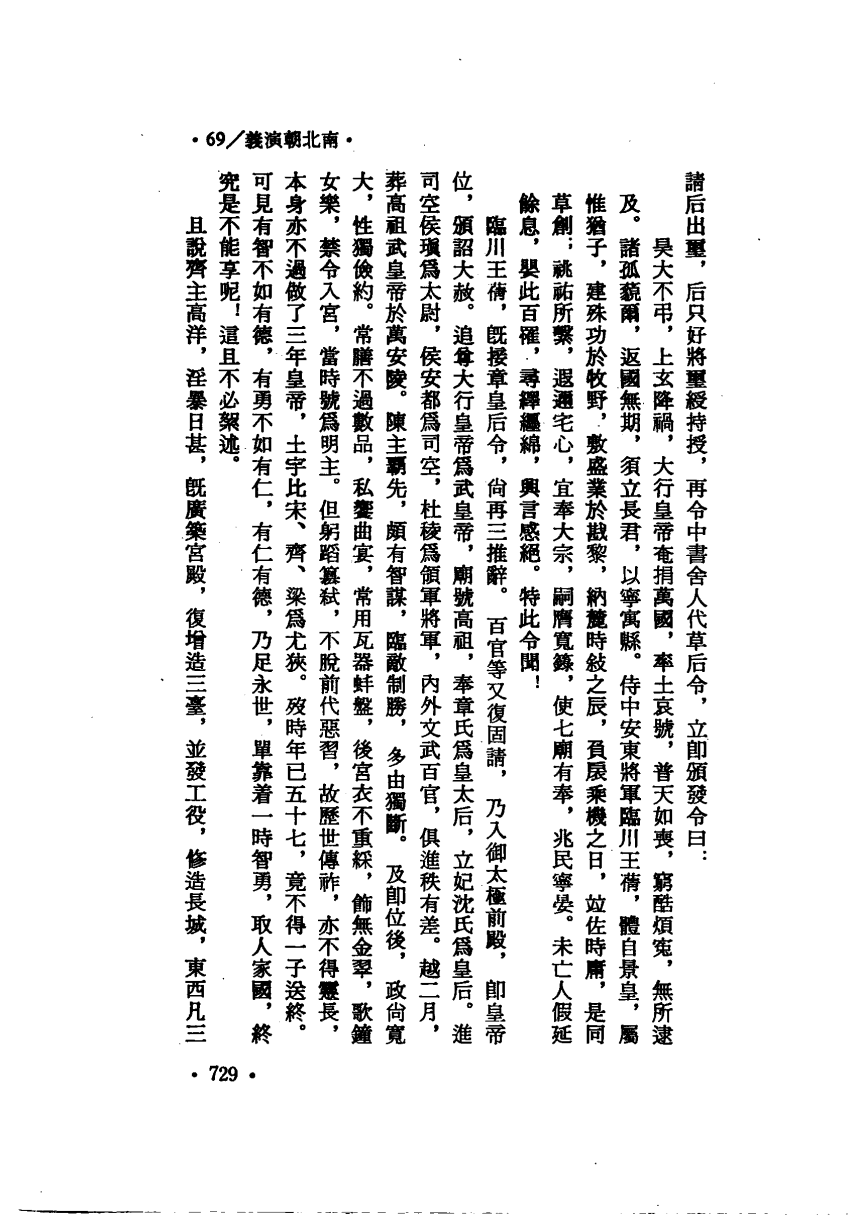 •69／義演朝北南•
請后出璽，后只好將璽綬持授，再令中書舍人代草后令，立卽頒發令曰：
昊大不弔，上玄降禍，大行皇帝奄捐萬國，率土哀號，普天如喪，窮酷煩冤，無所逮
及。諸孤藐爾，返國無期，須立長君，以寧寓縣。侍中安東將軍臨川王蒨，體自景皇，屬
惟猶子，建殊功於牧野，敷盛業於戡黎，納麓時敍之辰，負扆乘機之日，竝佐時庸，是同
草創；祧祐所繫，遐邇宅心，宜奉大宗，嗣膺寬籙，使七廟有奉，兆民寧晏。未亡人假延
餘息，嬰此百罹，尋繹纏綿，興言感絕。特此令聞！
臨川王蒨，旣接章皇后令，尙再三推辭。百官等又復固請，乃入御太極前殿，卽皇帝
位，頒詔大赦。追尊大行皇帝爲武皇帝，廟號高祖，奉章氏爲皇太后，立妃沈氏爲皇后。進
司空侯瑱爲太尉，侯安都爲司空，杜稜爲領軍將軍，內外文武百官，俱進秩有差。越二月，
葬高祖武皇帝於萬安陵。陳主霸先，頗有智謀，臨敵制勝，多由獨斷。及卽位後，政尙寬
大，性獨儉約。常膳不過數品，私饗曲宴，常用瓦器蚌盤，後宮衣不重綵，飾無金翠，歌鐘
女樂，禁令入宮，當時號爲明主。但躬蹈篡弒，不脫前代惡習，故歷世傳祚，亦不得靈長，
本身亦不過做了三年皇帝，土宇比宋、齊、梁爲尤狹。歿時年已五十七，竟不得一子送終。
可見有智不如有德，有勇不如有仁，有仁有德，乃足永世，單靠着一時智勇，取人家國，終
究是不能享呢！這且不必絮述。
且說齊主高洋，淫暴日甚，旣廣築宮殿，復增造三臺，並發工役，修造長城，東西凡三
•729•